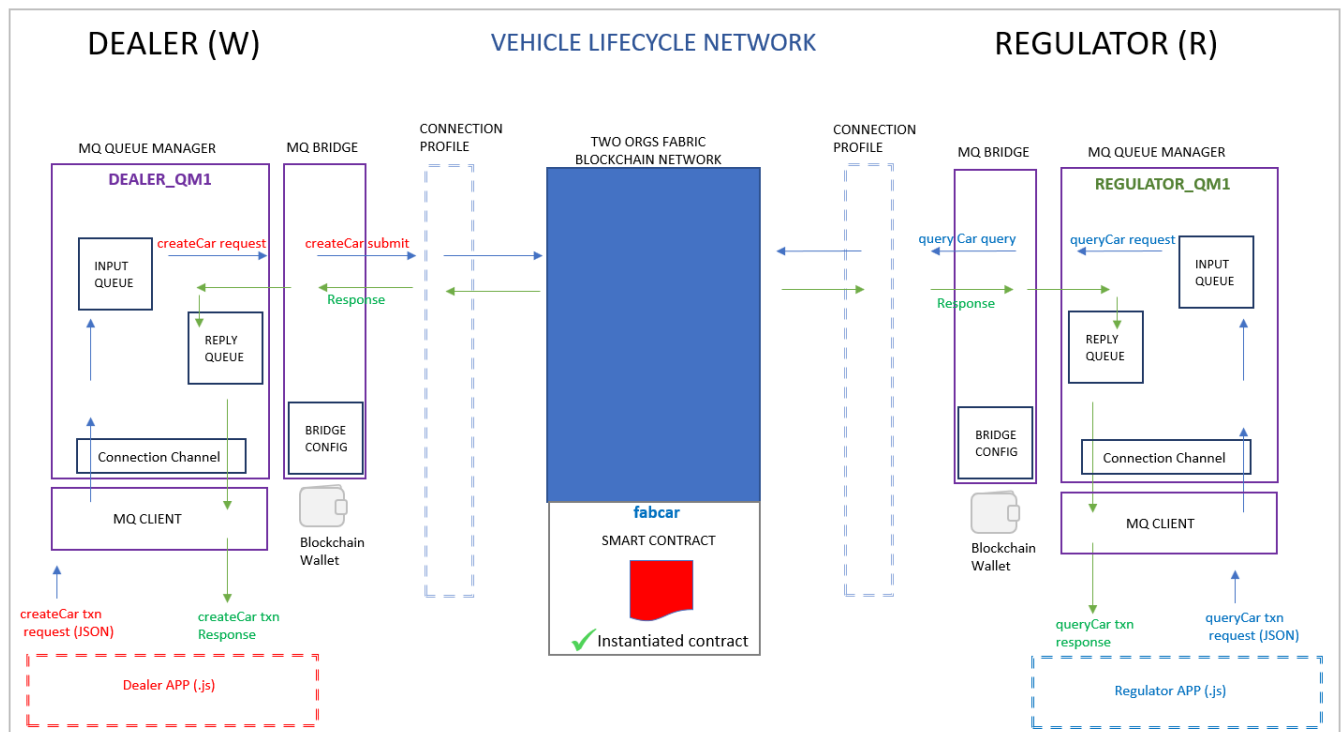 DEALER (W)
VEHICLE LIFECYCLE NETWORK
REGULATOR (R)
MQ QUEUE MANAGER
MQ BRIDGE
CONNECTION
PROFILE
TWO ORGS FABRIC
BLOCKCHAIN NETWORK
CONNECTION
PROFILE
MQ BRIDGE
MQ QUEUE MANAGER
DEALER_QM1
REGULATOR_QM1
createCar request
createCar submit
queryCar query
queryCar request
INPUT
QUEUE
INPUT
QUEUE
Response
Response
REPLY
QUEUE
REPLY
QUEUE
BRIDGE
CONFIG
BRIDGE
CONFIG
Connection Channel
Connection Channel
MQ CLIENT
Blockchain
Wallet
fabcar
SMART CONTRACT
Instantiated contract
Blockchain
Wallet
MQ CLIENT
createCar txn
request (JSON)
createCar txn
Response
queryCar txn
response
queryCar txn
request (JSON)
Dealer APP (.js)
Regulator APP (.js)